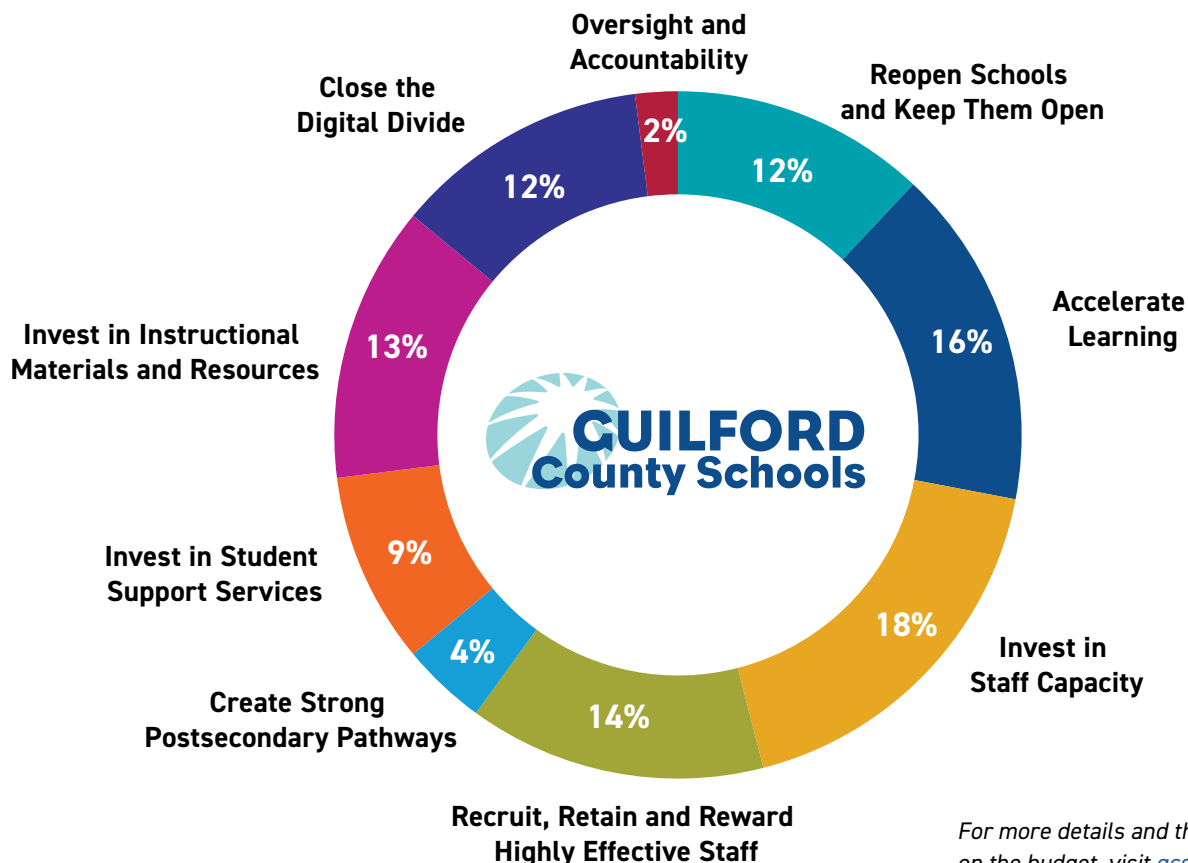 Oversight and
Accountability
Reopen Schools
and Keep Them Open
Close the
Digital Divide
2%
12%
12%
Accelerate
Learning
16%
Invest in Instructional
Materials and Resources
13%
GUILFORD
County Schools
Invest in Student
Support Services
9%
18%
Invest in
Staff Capacity
4%
Create Strong
Postsecondary Pathways
14%
Recruit, Retain and Reward
Highly Effective Staff
For more details and
on the budget, visit